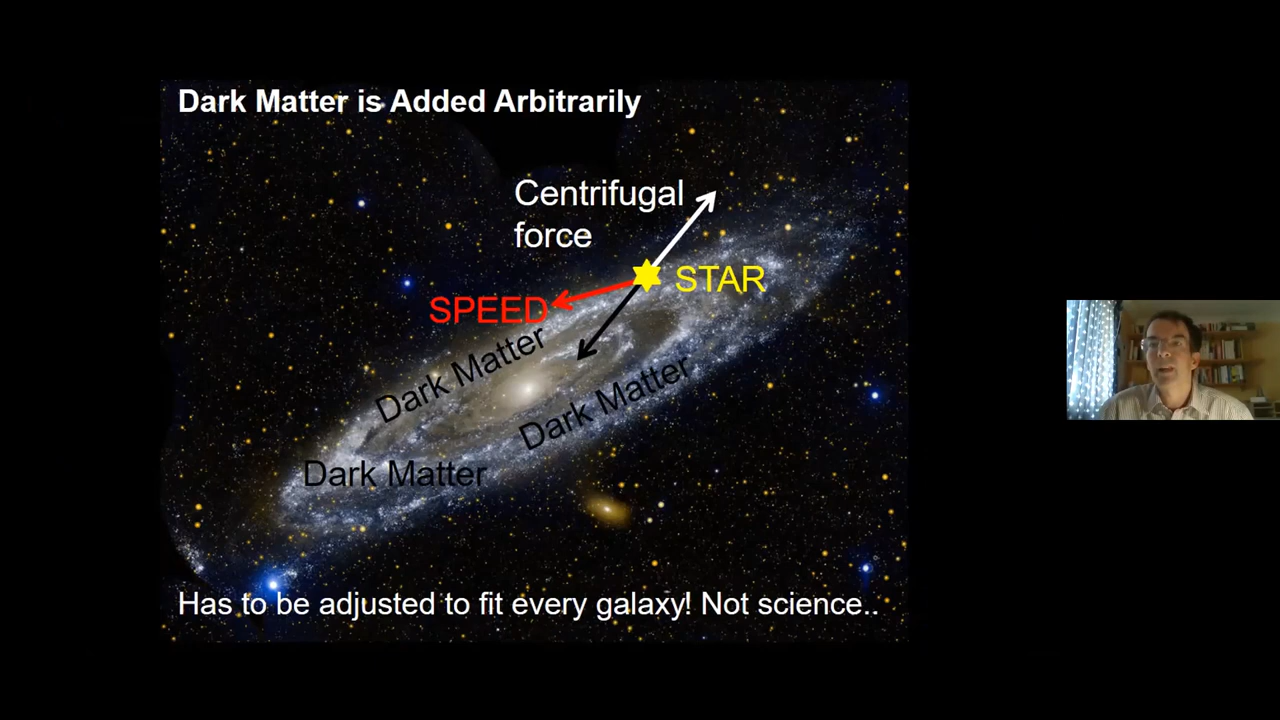 Dark Matter is Added Arbitrarily
Centrifugal
force
STAR
SPEED
Dark Matter
Dark Matter
Dark Matter
Has to be adjusted to fit every galaxy! Not science..